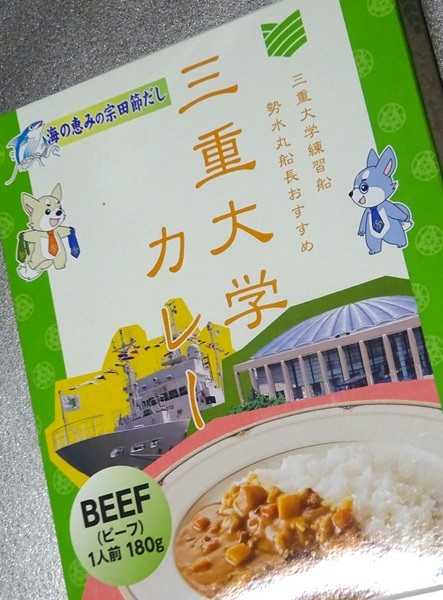 海の恵みの宗田節だし
三重大学
カレー
三重大学練習船
勢水丸船長おすすめ
BEEF
(ビーフ)
1人前 180g